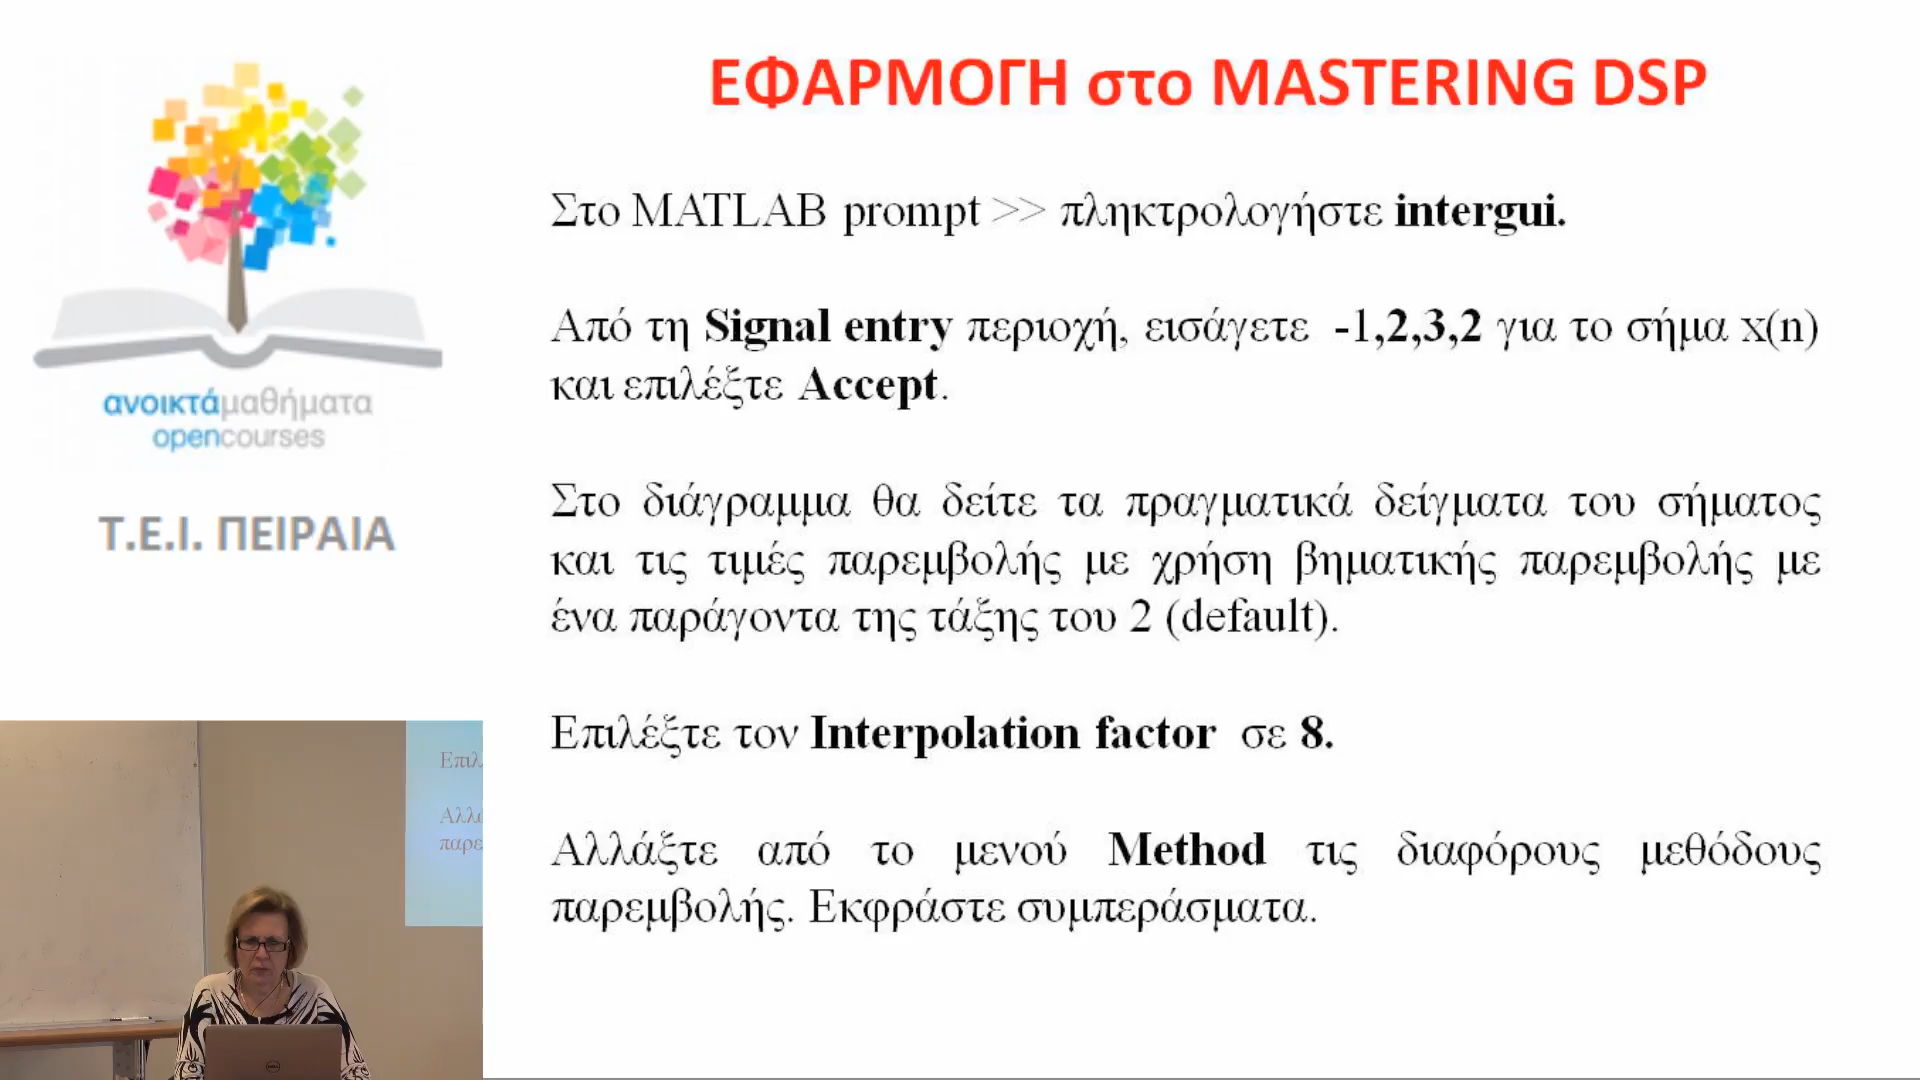 ΕΦΑΡΜΟΓΗ στο MASTERING DSP
Στο MATLAB prompt >> πληκτρολογήστε intergui.
Από τη Signal entry περιοχή, εισάγετε -1,2,3,2 για το σήμα x(n)
και επιλέξτε Accept.
Στο διάγραμμα θα δείτε τα πραγματικά δείγματα του σήματος
και τις τιμές παρεμβολής με χρήση βηματικής παρεμβολής με
ένα παράγοντα της τάξης του 2 (default).
Επιλέξτε τον Interpolation factor σε 8.
Αλλάξτε από το μενού Method τις διαφόρους μεθόδους
παρεμβολής. Εκφράστε συμπεράσματα.
ανοικτάμαθήματα
opencourses
Τ.Ε.Ι. ΠΕΙΡΑΙΑ